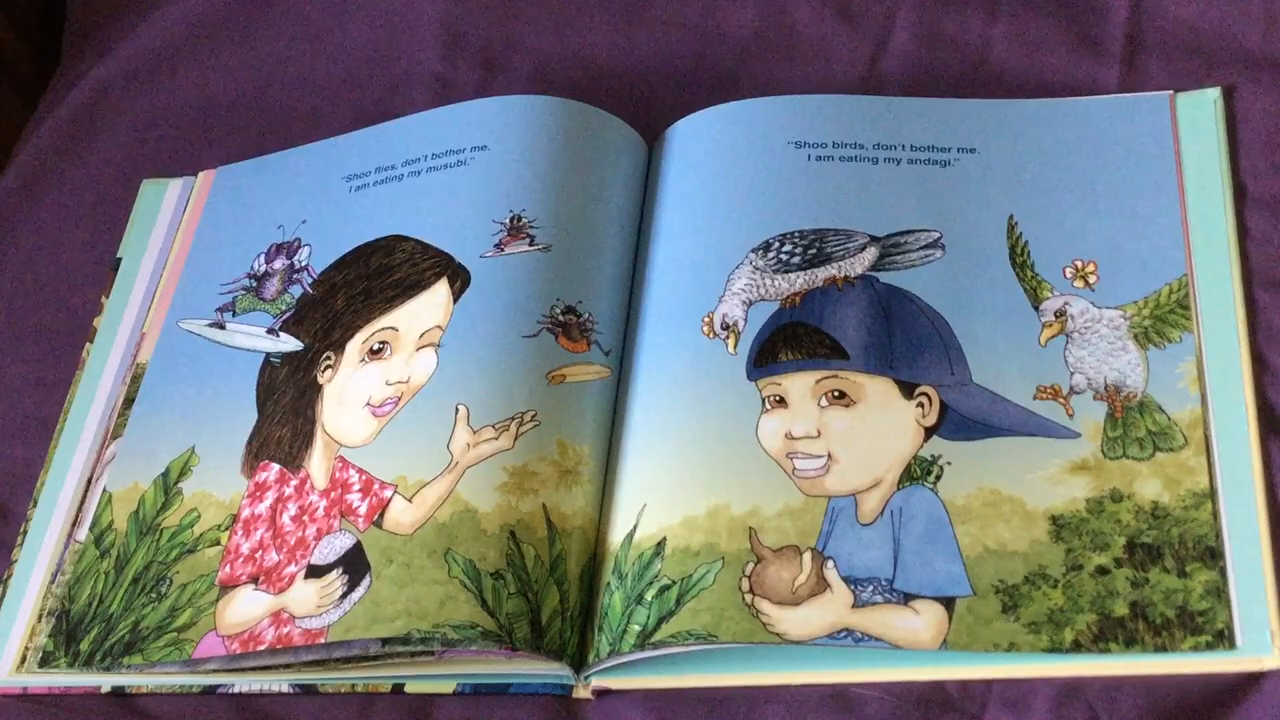 "Shoo flies, don't bother me.
I am eating my musubi."
"Shoo birds, don't bother me.
I am eating my andagi."